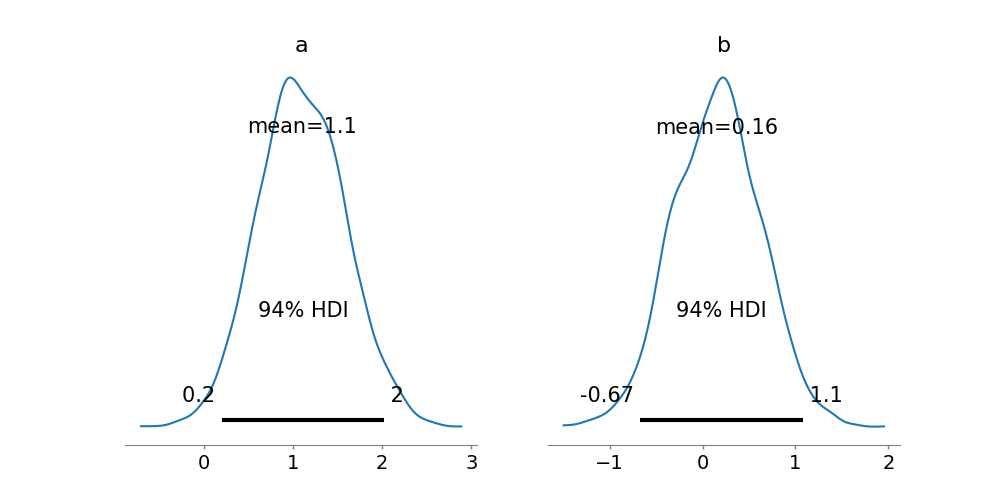 a
mean=1.1
94% HDI
0.2 2
0 1 2 3
b
mean=0.16
94% HDI
-0.67 1.1
−1 0 1 2